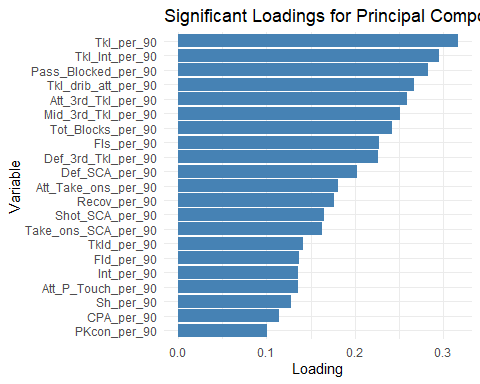 Significant Loadings for Principal Compo
Tkl_per_90
Tkl_Int_per_90
Pass_Blocked_per_90
Tkl_drib_att_per_90
Att_3rd_Tkl_per_90
Mid_3rd_Tkl_per_90
Tot_Blocks_per_90
Fls_per_90
Def_3rd_Tkl_per_90
Def_SCA_per_90
Att_Take_ons_per_90
Recov_per_90
Shot_SCA_per_90
Take_ons_SCA_per_90
Tkld_per_90
Fld_per_90
Int_per_90
Att_P_Touch_per_90
Sh_per_90
CPA_per_90
PKcon_per_90
Variable
0.0 0.1 0.2 0.3
Loading